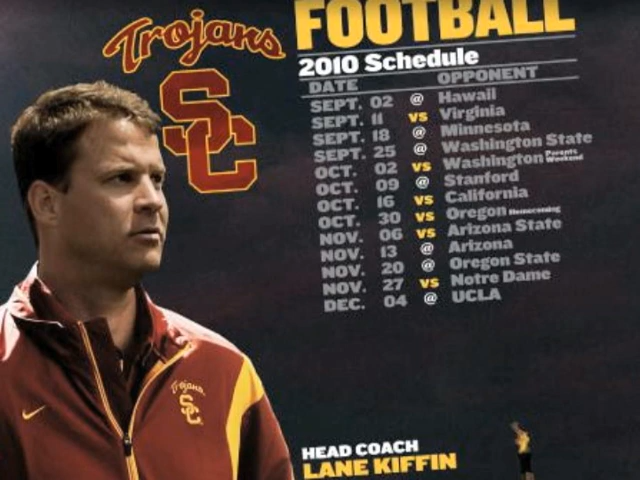 Trojans
SC
FOOTBALL
2010 Schedule
DATE OPPONENT
SEPT. 02 @ Hawaii
SEPT. 11 VS Virginia
SEPT. 18 @ Minnesota
SEPT. 25 @ Washington State
OCT. 02 VS Washington Parents Weekend
OCT. 09 @ Stanford
OCT. 16 VS California
OCT. 30 VS Oregon Homecoming
NOV. 06 VS Arizona State
NOV. 13 @ Arizona
NOV. 20 @ Oregon State
NOV. 27 VS Notre Dame
DEC. 04 @ UCLA
Trojans
SC
HEAD COACH
LANE KIFFIN